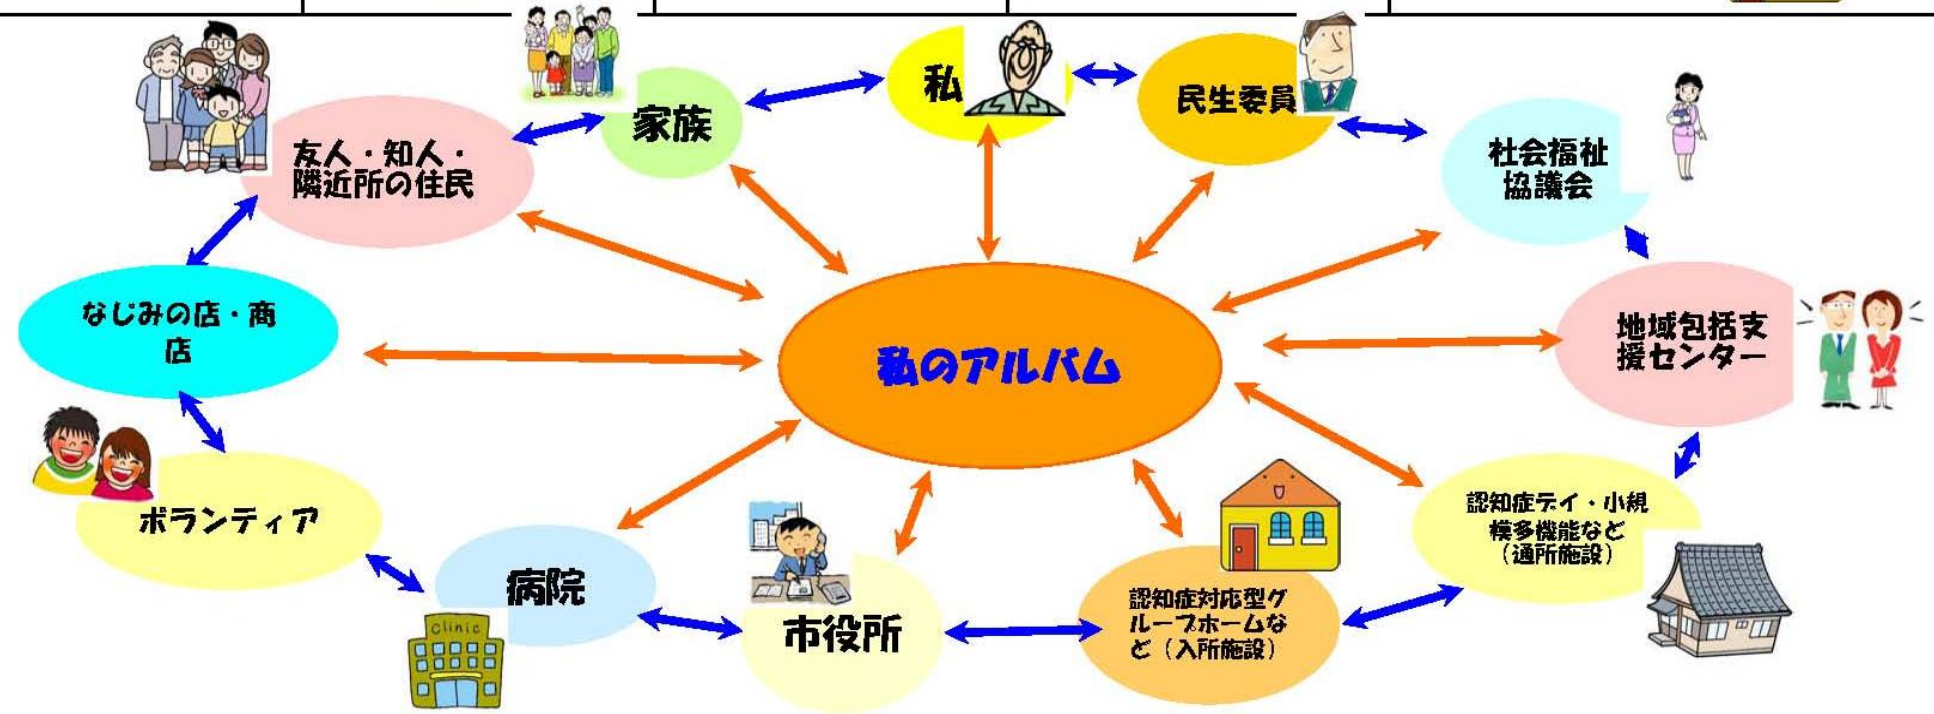 私
民生委員
家族
友人・知人・
隣近所の住民
社会福祉
協議会
なじみの店・商
店
私のアルバム
地域包括支
援センター
ボランティア
認知症デイ・小規
模多機能など
（通所施設）
病院
市役所
認知症対応型グ
ループホームな
ど（入所施設）
Clinic